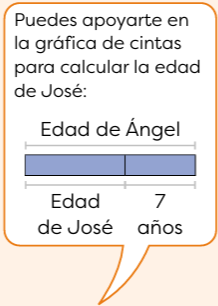 Puedes apoyarte en
la gráfica de cintas
para calcular la edad
de José:
Edad de Ángel
Edad 7
de José años